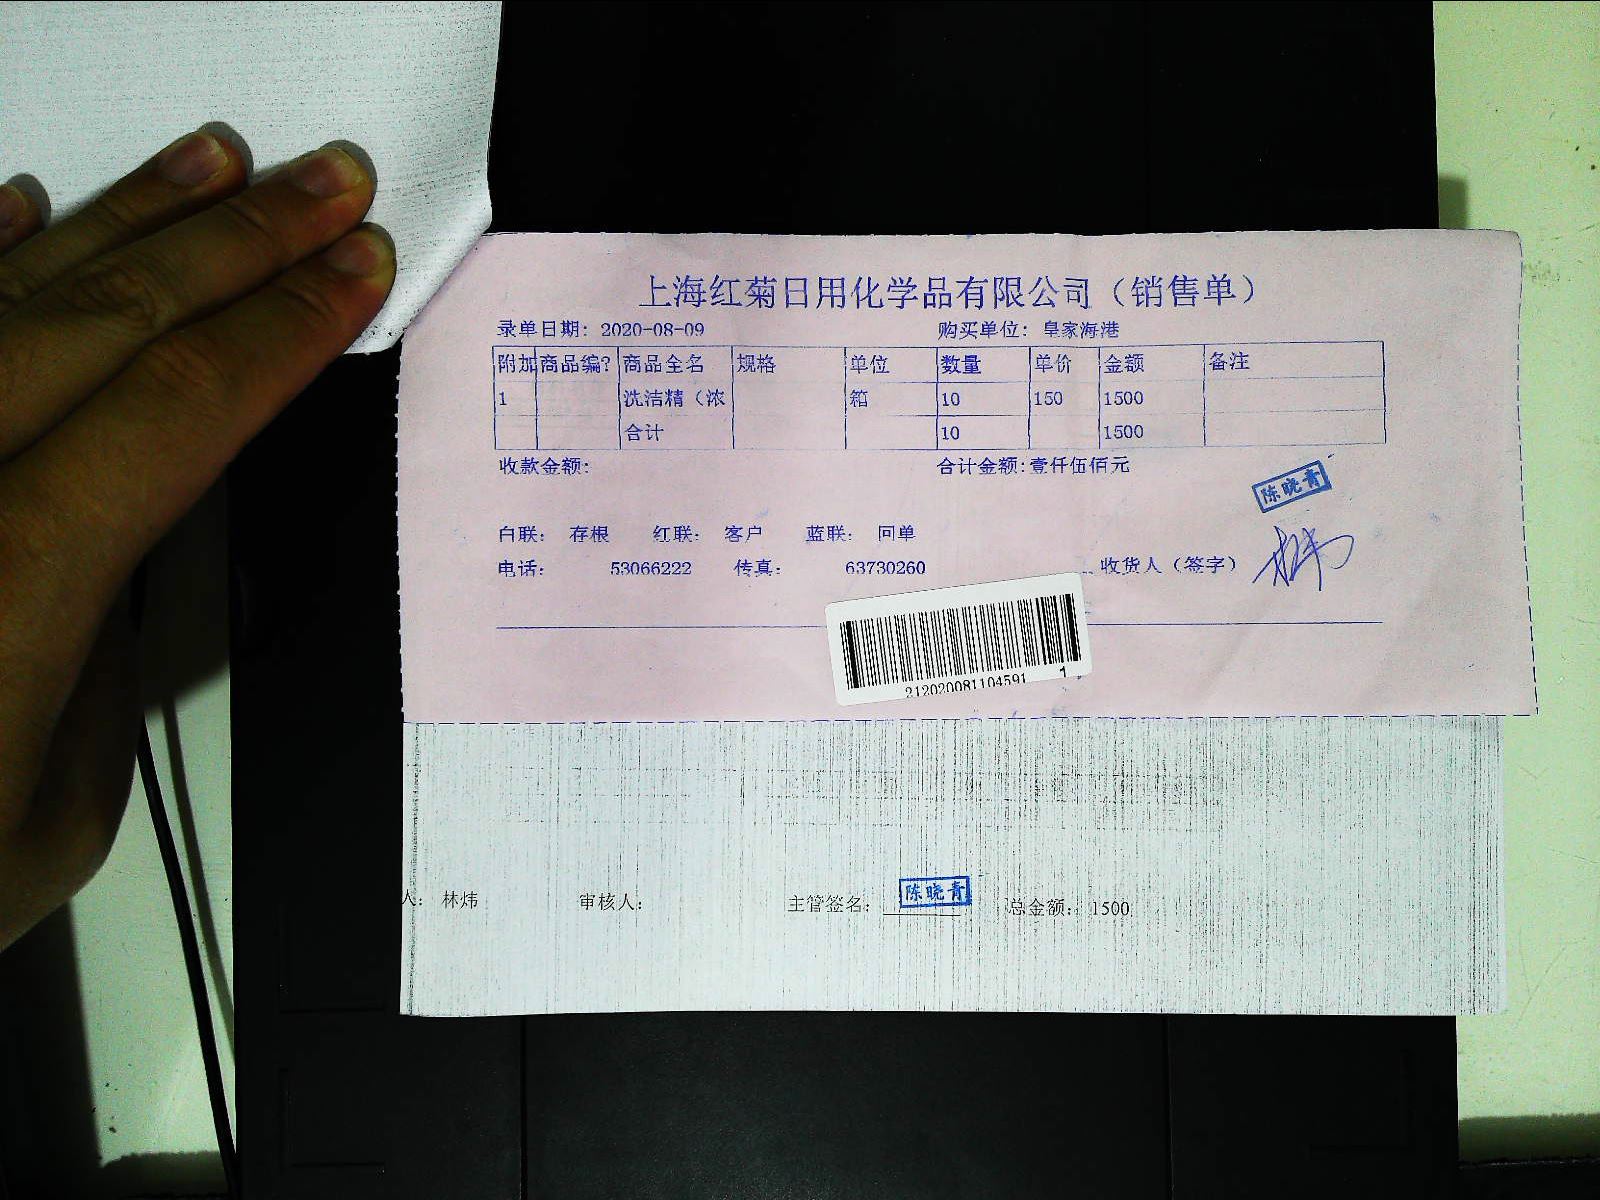 上海红菊日用化学品有限公司（销售单）
录单日期: 2020-08-09 购买单位: 皇家海港
附加 商品编? 商品全名 规格 单位 数量 单价 金额 备注
1 洗洁精（浓 箱 10 150 1500
合计 10 1500
收款金额: 合计金额:壹仟伍佰元
陈晓青
白联: 存根 红联: 客户 蓝联: 回单
电话: 53066222 传真: 63730260 收货人（签字）
212020081104591 1
人: 林炜 审核人: 主管签名: 陈晓青 总金额: 1500